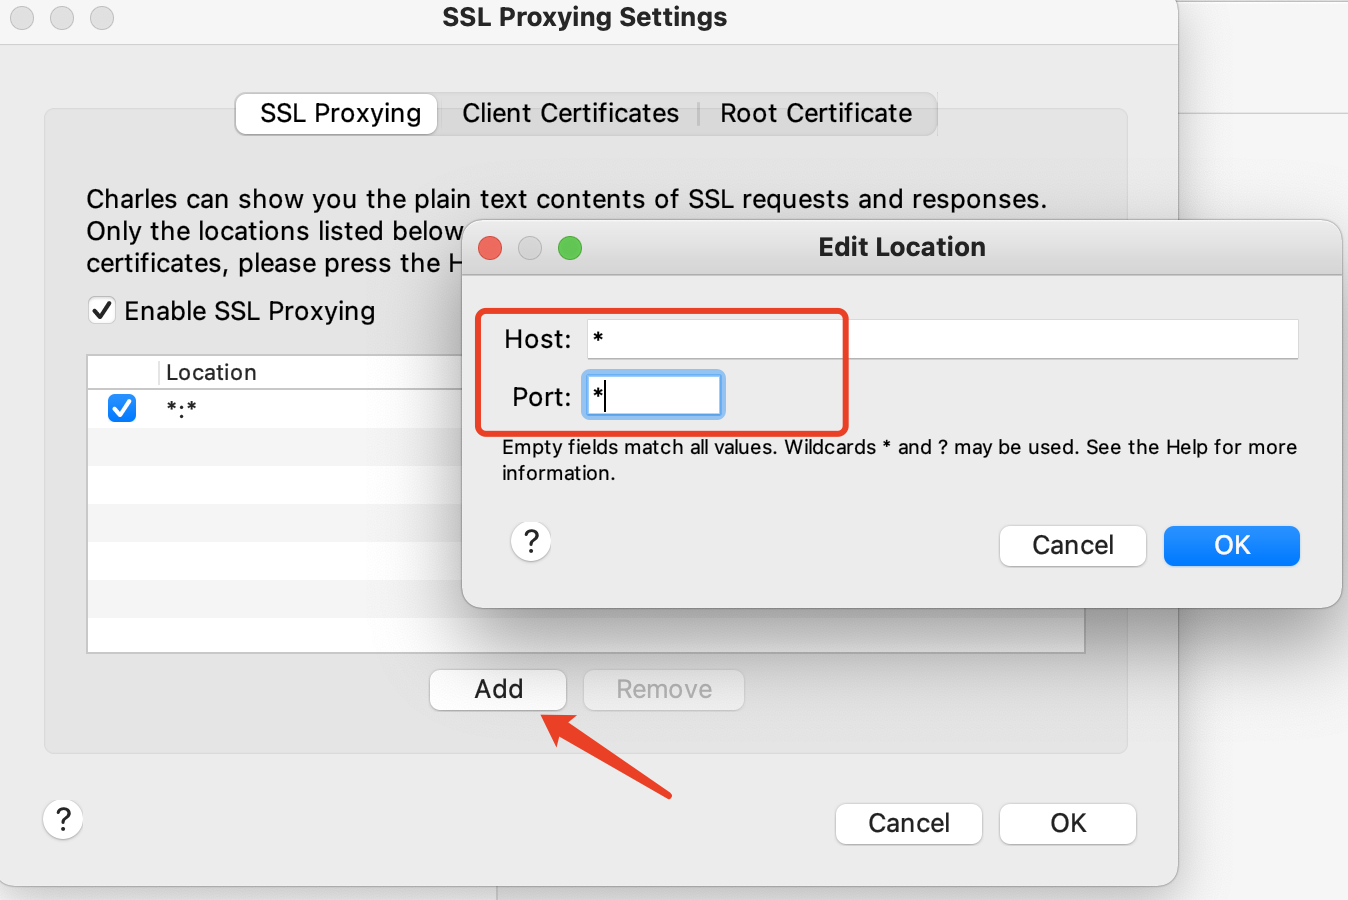 SSL Proxying Settings
SSL Proxying
Client Certificates
Root Certificate
Charles can show you the plain text contents of SSL requests and responses.
Only the locations listed below
certificates, please press the H
Enable SSL Proxying
Location
*:*
Add
Remove
?
Cancel
OK
Edit Location
Host: *
Port: *
Empty fields match all values. Wildcards * and ? may be used. See the Help for more
information.
?
Cancel
OK